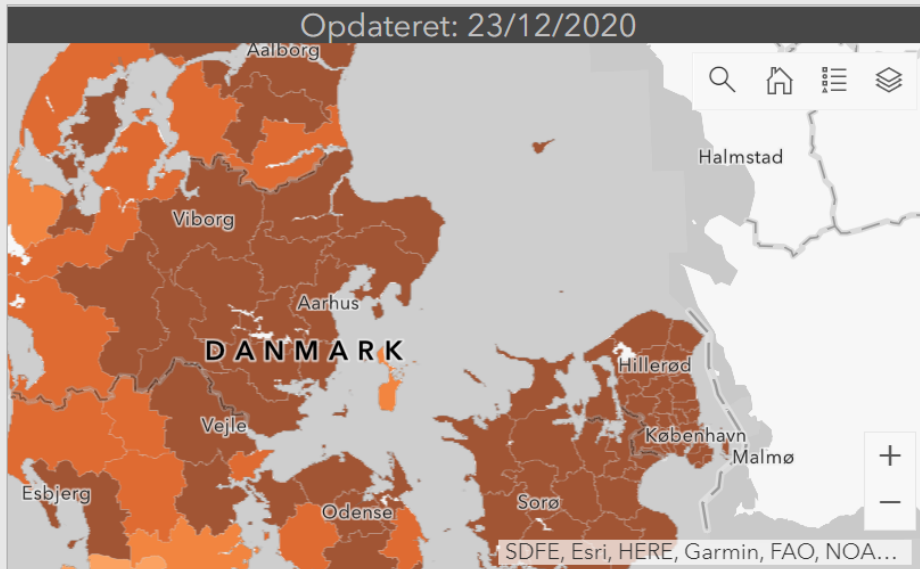 Opdateret: 23/12/2020
Aalborg
Halmstad
Viborg
Aarhus
DANMARK
Hillerød
Vejle
København
Malmø
Esbjerg
Odense
Sorø
SDFE, Esri, HERE, Garmin, FAO, NOA...